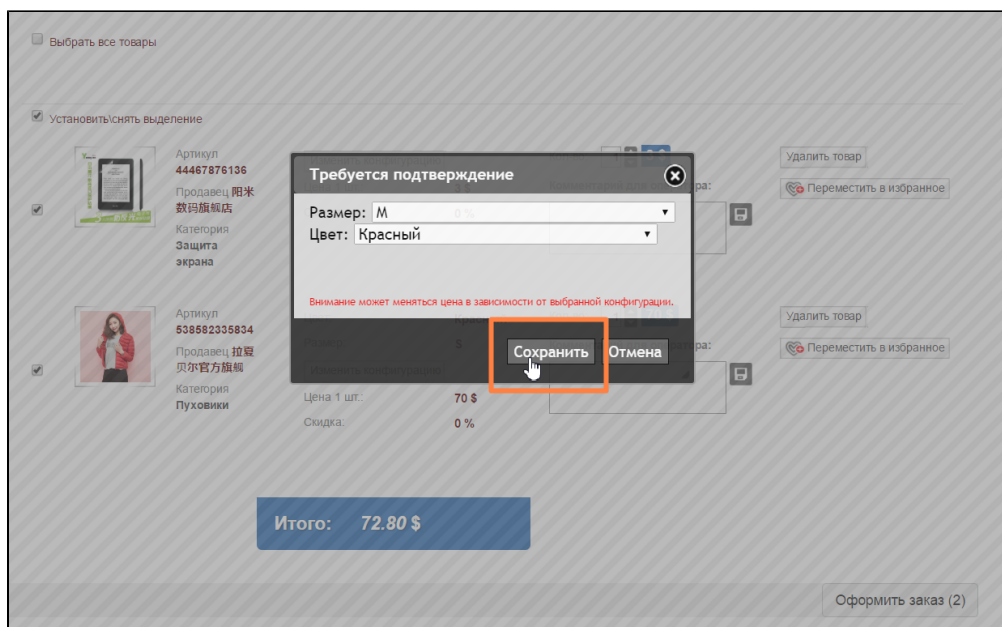 Выбрать все товары
Установить\снять выделение
Артикул
44467876136
Продавец 阳米
数码旗舰店
Категория
Защита
экрана
Удалить товар
Переместить в избранное
Требуется подтверждение
Размер: M
Цвет: Красный
Внимание может меняться цена в зависимости от выбранной конфигурации.
Сохранить
Отмена
Артикул
538582335834
Продавец 拉夏
贝尔官方旗舰
Категория
Пуховики
Изменить конфигурацию
Цена 1 шт.: 70 $
Скидка: 0 %
Удалить товар
Переместить в избранное
Итого: 72.80 $
Оформить заказ (2)